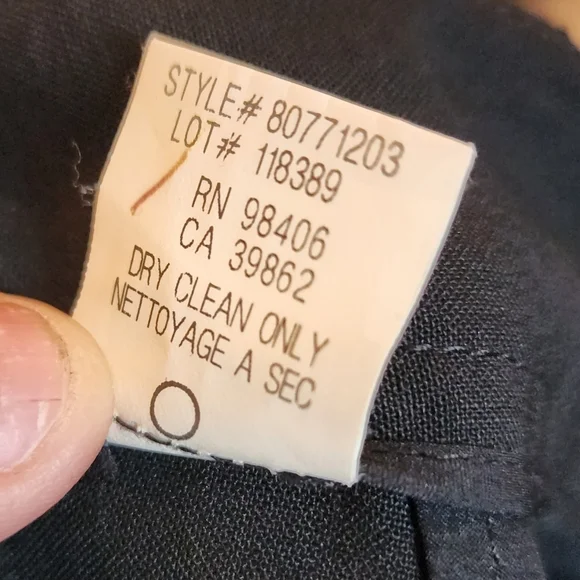 STYLE# 80771203
LOT# 118389
RN 98406
CA 39862
DRY CLEAN ONLY
NETTOYAGE A SEC